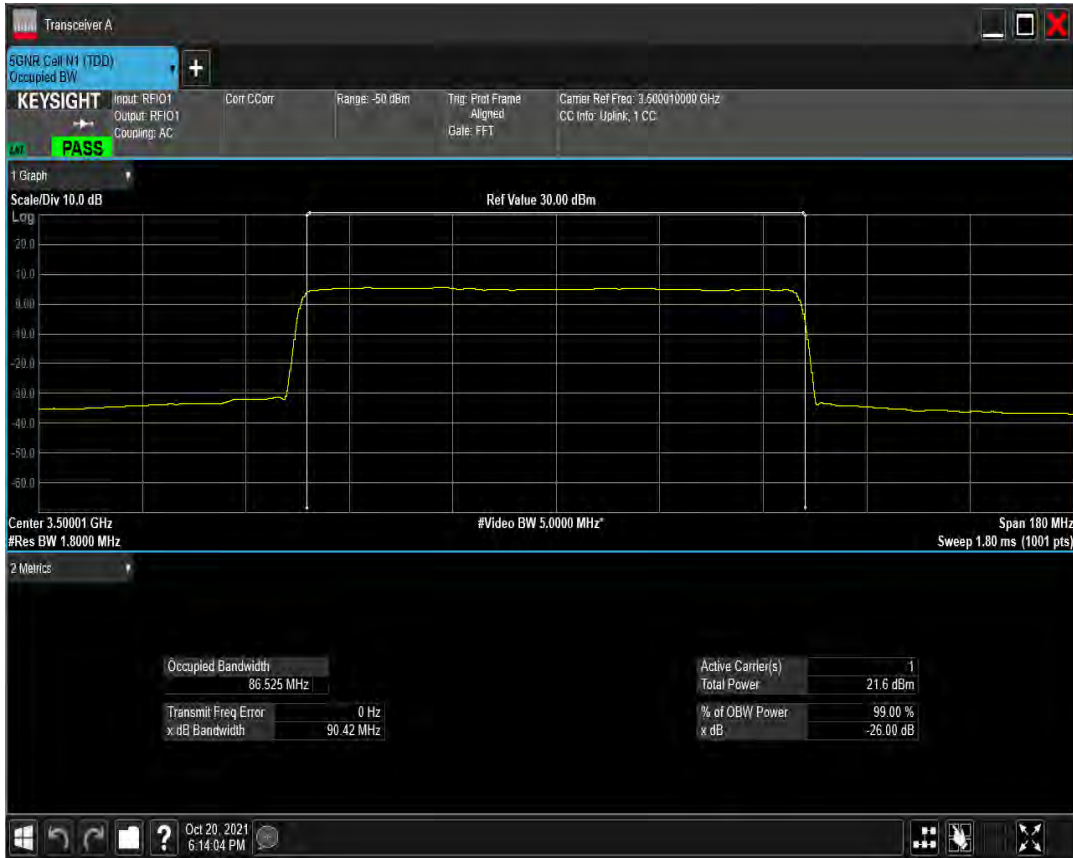 Transceiver A
5GNR Cell N1 (TDD)
Occupied BW
+
KEYSIGHT
Input: RFIO1
Output: RFIO1
Coupling: AC
Corr CCorr
Range: -50 dBm
Trig: Prot Frame
Aligned
Gate: FFT
Carrier Ref Freq: 3.500010000 GHz
CC Info: Uplink, 1 CC
PASS
1 Graph
Scale/Div 10.0 dB
Ref Value 30.00 dBm
Log
20.0
10.0
0.00
-10.0
-20.0
-30.0
-40.0
-50.0
-60.0
Center 3.50001 GHz
#Video BW 5.0000 MHz*
Span 180 MHz
#Res BW 1.8000 MHz
Sweep 1.80 ms (1001 pts)
2 Metrics
Occupied Bandwidth
86.525 MHz
Transmit Freq Error 0 Hz
x dB Bandwidth 90.42 MHz
Active Carrier(s) 1
Total Power 21.6 dBm
% of OBW Power 99.00 %
x dB -26.00 dB
?
Oct 20, 2021
6:14:04 PM